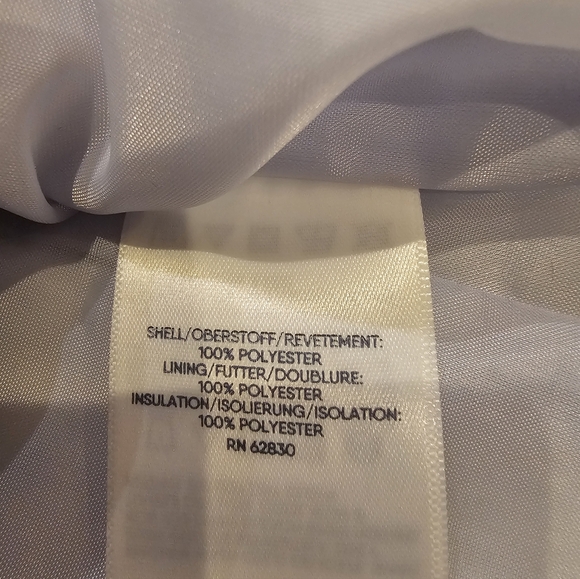 SHELL/OBERSTOFF/REVETEMENT:
100% POLYESTER
LINING/FUTTER/DOUBLURE:
100% POLYESTER
INSULATION/ISOLIERUNG/ISOLATION:
100% POLYESTER
RN 62830